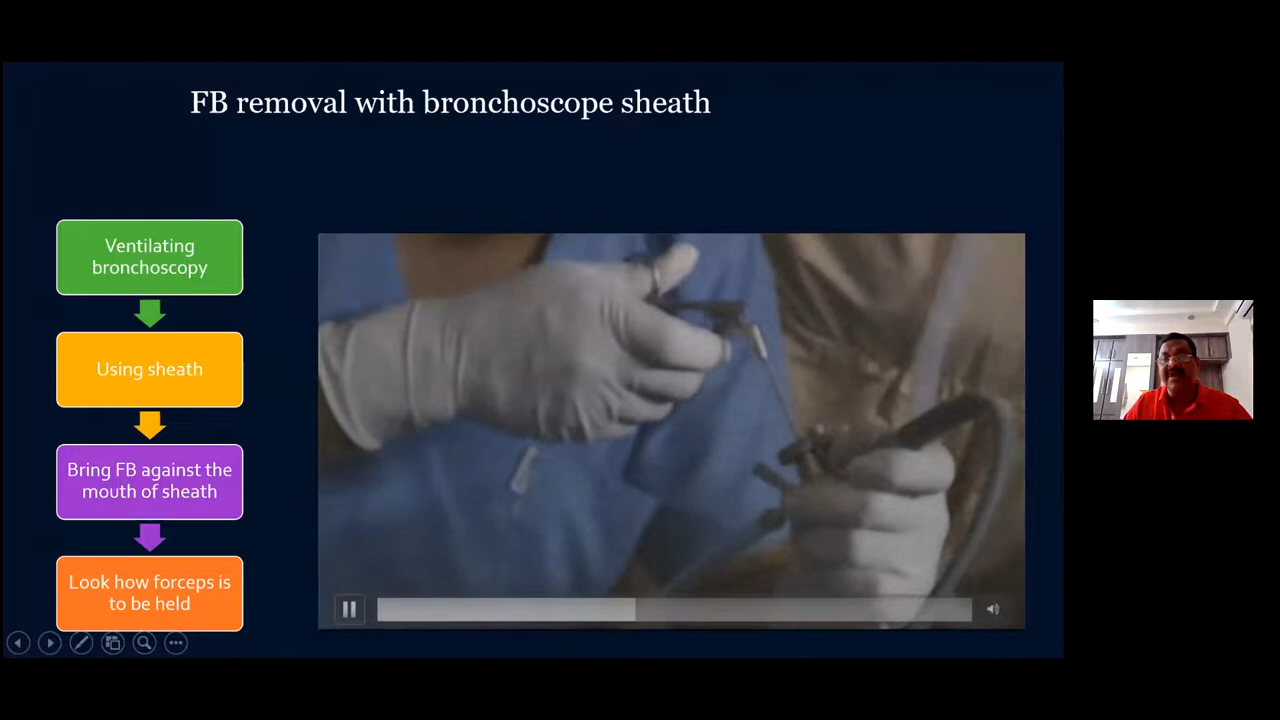 FB removal with bronchoscope sheath
Ventilating
bronchoscopy
Using sheath
Bring FB against the
mouth of sheath
Look how forceps is
to be held